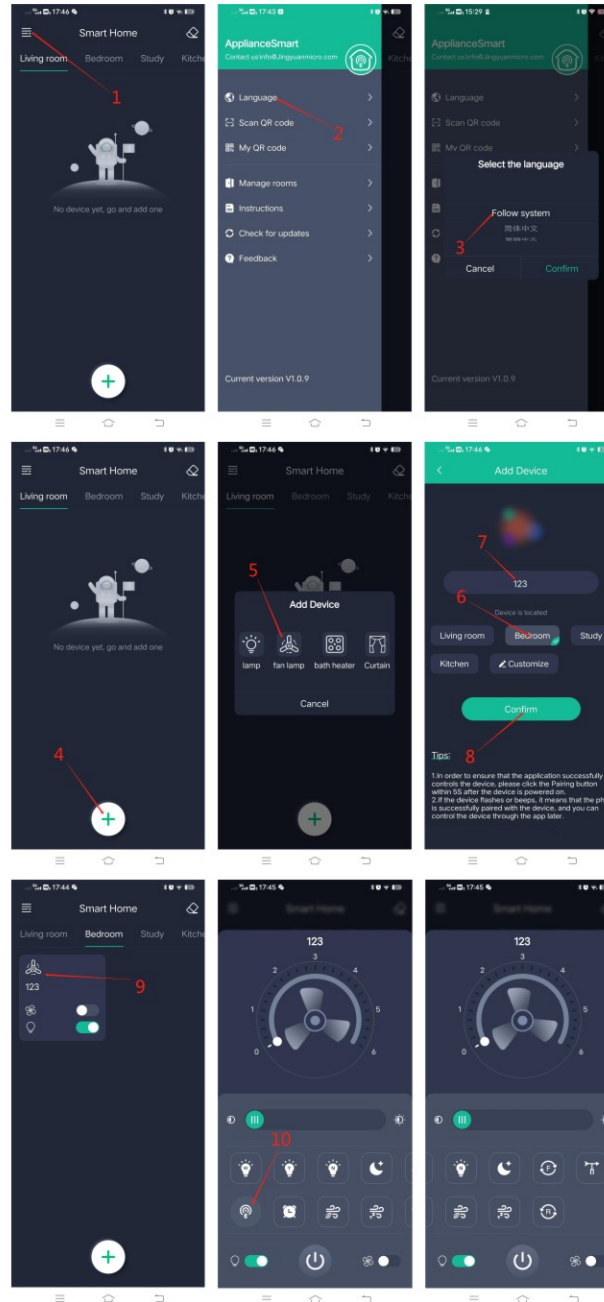 17:46
Smart Home
Living room Bedroom Study Kitche
1
No device yet, go and add one
17:43
ApplianceSmart
Contact us:info@Jingyuanmicro.com
Kitche
Language
2
Scan QR code
My QR code
Manage rooms
Instructions
Check for updates
Feedback
Current version V1.0.9
15:29
ApplianceSmart
Contact us:info@Jingyuanmicro.com
Language
Scan QR code
My QR code
Select the language
Follow system
简体中文
3
Cancel Confirm
Current version V1.0.9
17:46
Smart Home
Living room Bedroom Study Kitche
No device yet, go and add one
4
17:46
Smart Home
Living room Bedroom Study Kitche
5
Add Device
lamp fan lamp bath heater Curtain
Cancel
17:46
Add Device
7
123
6
Device is located
Living room Bedroom Study
Kitchen Customize
Confirm
8
Tips:
1.In order to ensure that the application successfully
controls the device, please click the Pairing button
within 5S after the device is powered on.
2.If the device flashes or beeps, it means that the ph
is successfully paired with the device, and you can
control the device through the app later.
17:44
Smart Home
Living room Bedroom Study Kitche
9
123
17:45
Smart Home
123
0 1 2 3 4 5 6
10
W Y N
17:45
Smart Home
123
0 1 2 3 4 5 6
N F
R